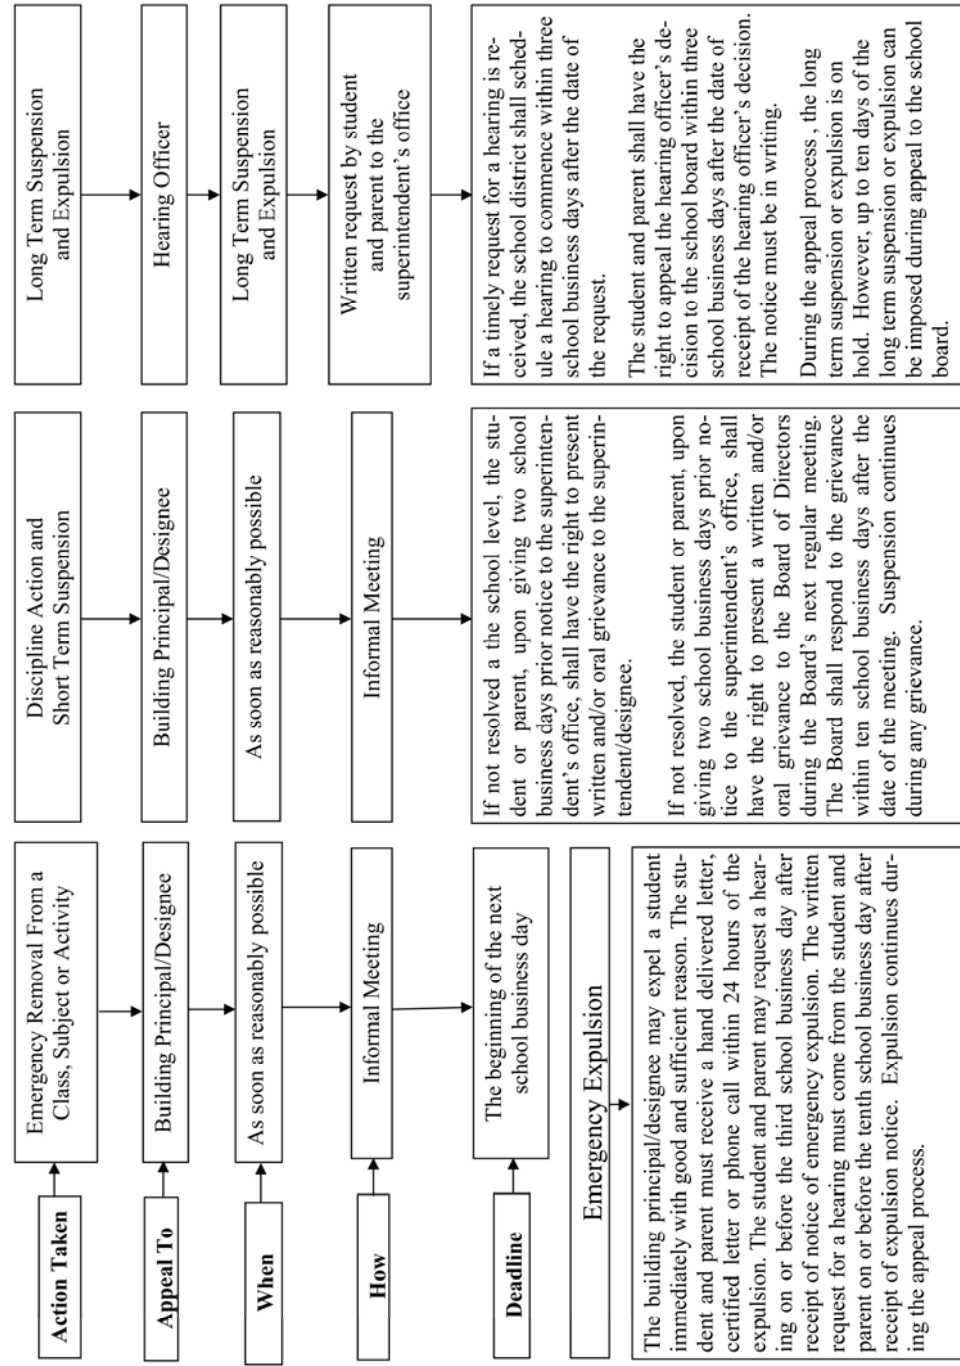 Action Taken
Appeal To
When
How
Deadline
Emergency Removal From a
Class, Subject or Activity
Building Principal/Designee
As soon as reasonably possible
Informal Meeting
The beginning of the next
school business day
Emergency Expulsion
The building principal/designee may expel a student
immediately with good and sufficient reason. The stu-
dent and parent must receive a hand delivered letter,
certified letter or phone call within 24 hours of the
expulsion. The student and parent may request a hear-
ing on or before the third school business day after
receipt of notice of emergency expulsion. The written
request for a hearing must come from the student and
parent on or before the tenth school business day after
receipt of expulsion notice. Expulsion continues dur-
ing the appeal process.
Discipline Action and
Short Term Suspension
Building Principal/Designee
As soon as reasonably possible
Informal Meeting
If not resolved a the school level, the stu-
dent or parent, upon giving two school
business days prior notice to the superinten-
dent's office, shall have the right to present
written and/or oral grievance to the superin-
tendent/designee.
If not resolved, the student or parent, upon
giving two school business days prior no-
tice to the superintendent's office, shall
have the right to present a written and/or
oral grievance to the Board of Directors
during the Board's next regular meeting.
The Board shall respond to the grievance
within ten school business days after the
date of the meeting. Suspension continues
during any grievance.
Long Term Suspension
and Expulsion
Hearing Officer
Long Term Suspension
and Expulsion
Written request by student
and parent to the
superintendent's office
If a timely request for a hearing is re-
ceived, the school district shall sched-
ule a hearing to commence within three
school business days after the date of
the request.
The student and parent shall have the
right to appeal the hearing officer's de-
cision to the school board within three
school business days after the date of
receipt of the hearing officer's decision.
The notice must be in writing.
During the appeal process , the long
term suspension or expulsion is on
hold. However, up to ten days of the
long term suspension or expulsion can
be imposed during appeal to the school
board.